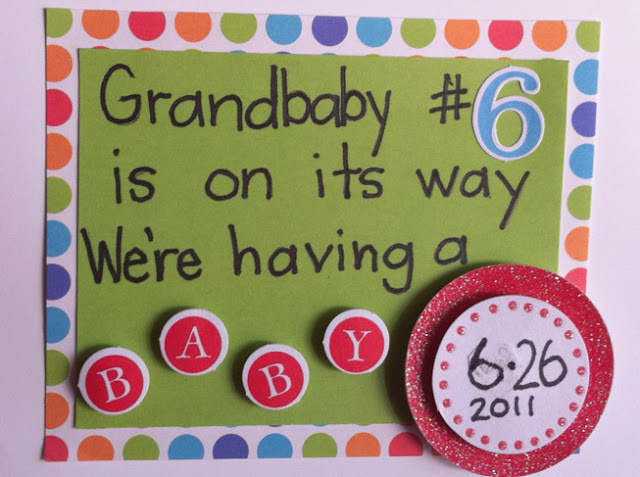 Grandbaby #6
is on its way
We're having a
BABY
6.26
2011